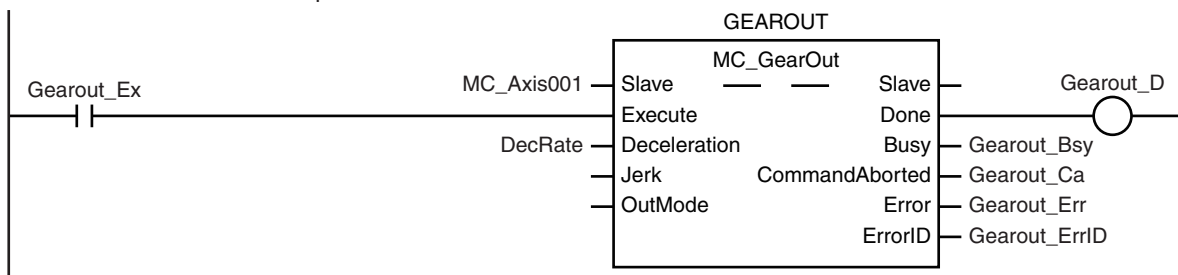 GEAROUT
MC_GearOut
Gearout_Ex
MC_Axis001 Slave Slave Gearout_D
Execute Done
DecRate Deceleration Busy Gearout_Bsy
Jerk CommandAborted Gearout_Ca
OutMode Error Gearout_Err
ErrorID Gearout_ErrID